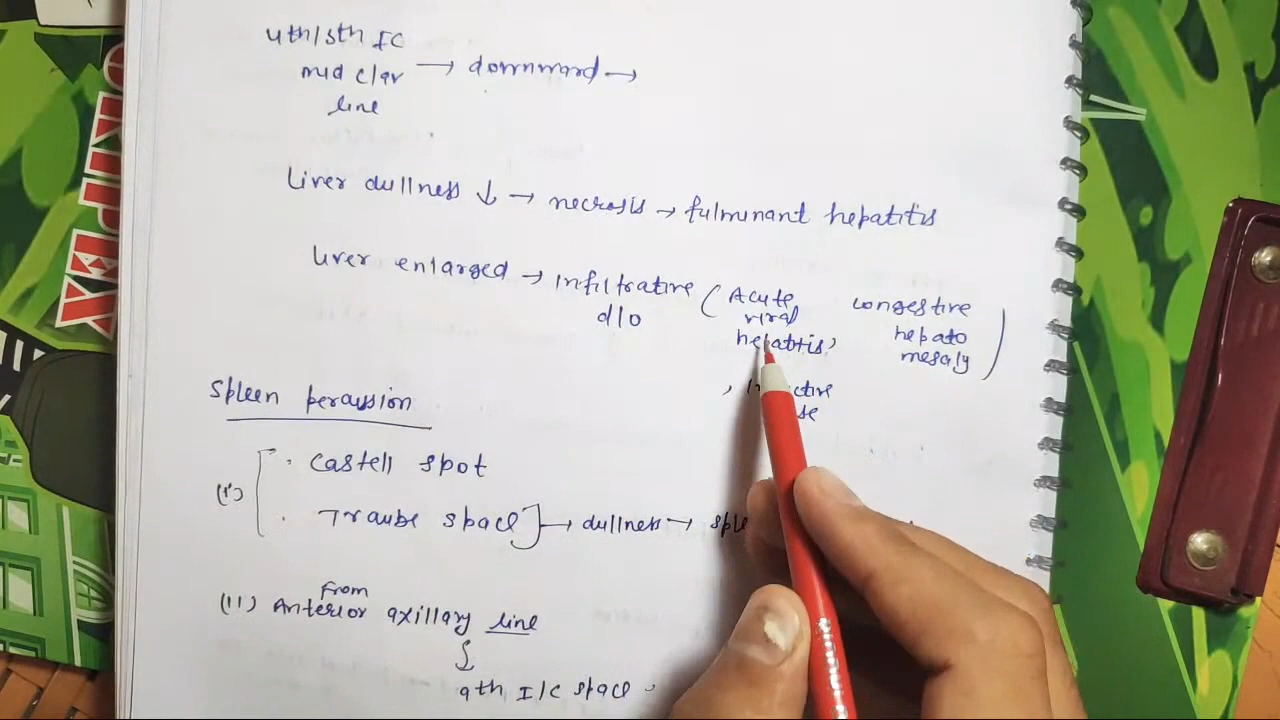 4th/5th IC
mid clav → downward →
line
Liver dullness ↓ → necrosis → fulminant hepatitis
Liver enlarged → infiltrative (Acute congestive
d/o viral hepato
hepatitis, megaly)
Spleen percussion
(i) · Castell spot
· Traube space ] → dullness →
From
(ii) Anterior axillary line
9th I/C space